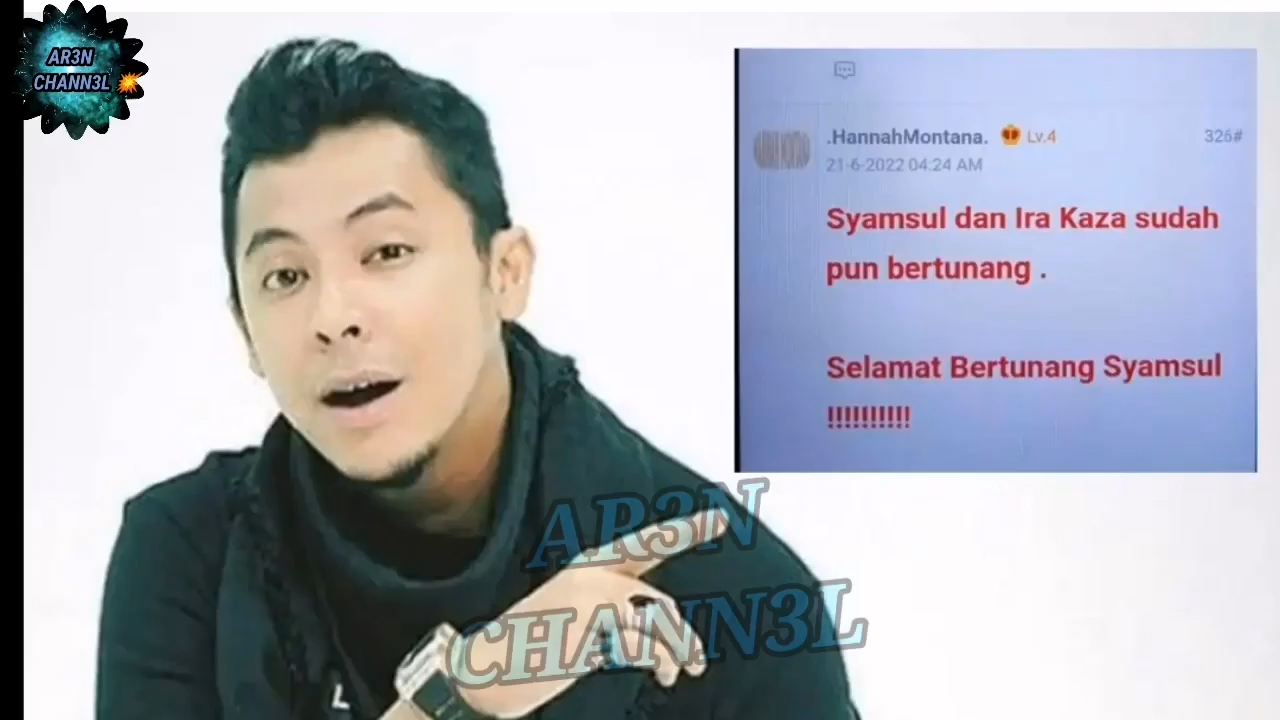 AR3N
CHANN3L
.HannahMontana. Lv.4 326#
21-6-2022 04:24 AM
Syamsul dan Ira Kaza sudah
pun bertunang .
Selamat Bertunang Syamsul
!!!!!!!!!!
AR3N
CHANN3L